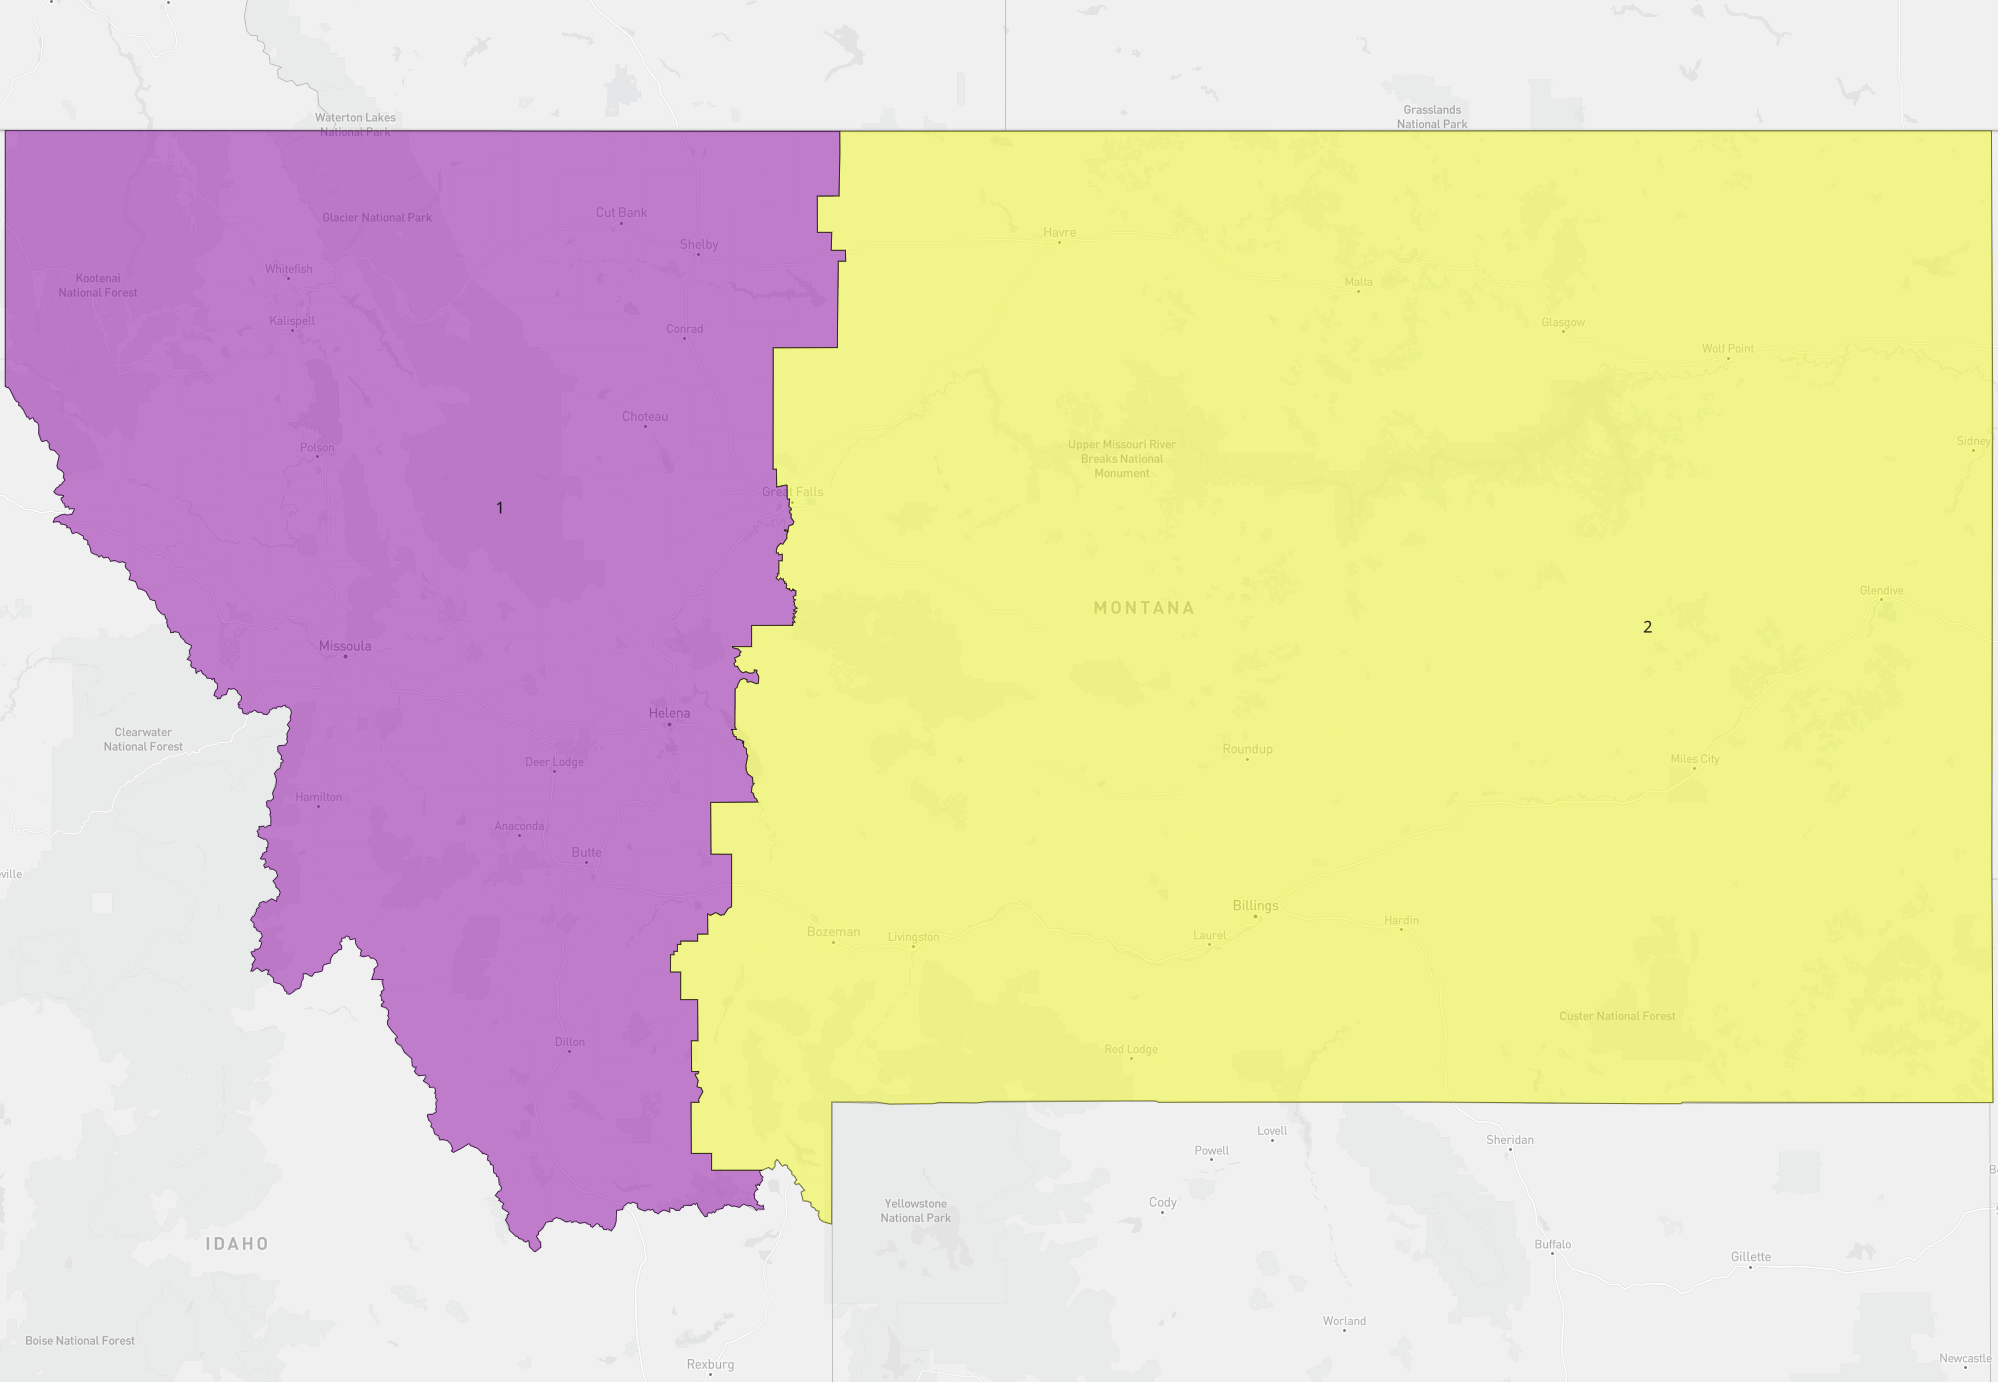 Waterton Lakes
National Park
Grasslands
National Park
Glacier National Park
Cut Bank
Shelby
Havre
Kootenai
National Forest
Whitefish
Malta
Kalispell
Conrad
Glasgow
Wolf Point
Choteau
Polson
Upper Missouri River
Breaks National
Monument
Sidney
Great Falls
1
MONTANA
2
Glendive
Missoula
Helena
Clearwater
National Forest
Deer Lodge
Roundup
Miles City
Hamilton
Anaconda
Butte
eville
Billings
Bozeman
Livingston
Laurel
Hardin
Custer National Forest
Dillon
Red Lodge
Lovell
Powell
Sheridan
Cody
Yellowstone
National Park
IDAHO
Buffalo
Gillette
Boise National Forest
Worland
Rexburg
Newcastle